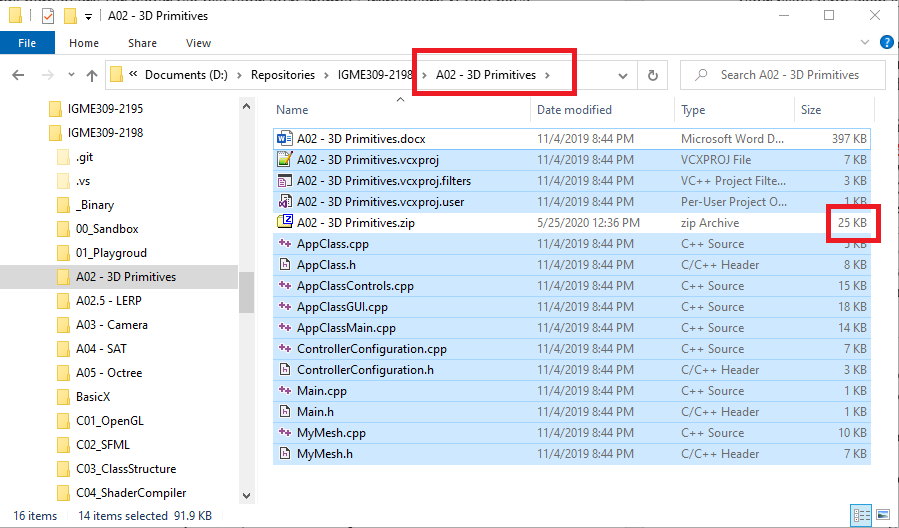 A02 - 3D Primitives
File Home Share View
« Documents (D:) › Repositories › IGME309-2198 › A02 - 3D Primitives › Search A02 - 3D Primitives
IGME309-2195
IGME309-2198
.git
.vs
_Binary
00_Sandbox
01_Playgroud
A02 - 3D Primitives
A02.5 - LERP
A03 - Camera
A04 - SAT
A05 - Octree
BasicX
C01_OpenGL
C02_SFML
C03_ClassStructure
C04_ShaderCompiler
Name Date modified Type Size
A02 - 3D Primitives.docx 11/4/2019 8:44 PM Microsoft Word D... 397 KB
A02 - 3D Primitives.vcxproj 11/4/2019 8:44 PM VCXPROJ File 7 KB
A02 - 3D Primitives.vcxproj.filters 11/4/2019 8:44 PM VC++ Project Filte... 3 KB
A02 - 3D Primitives.vcxproj.user 11/4/2019 8:44 PM Per-User Project O... 1 KB
A02 - 3D Primitives.zip 5/25/2020 12:36 PM zip Archive 25 KB
AppClass.cpp 11/4/2019 8:44 PM C++ Source KB
AppClass.h 11/4/2019 8:44 PM C/C++ Header 8 KB
AppClassControls.cpp 11/4/2019 8:44 PM C++ Source 15 KB
AppClassGUI.cpp 11/4/2019 8:44 PM C++ Source 18 KB
AppClassMain.cpp 11/4/2019 8:44 PM C++ Source 14 KB
ControllerConfiguration.cpp 11/4/2019 8:44 PM C++ Source 7 KB
ControllerConfiguration.h 11/4/2019 8:44 PM C/C++ Header 3 KB
Main.cpp 11/4/2019 8:44 PM C++ Source 1 KB
Main.h 11/4/2019 8:44 PM C/C++ Header 1 KB
MyMesh.cpp 11/4/2019 8:44 PM C++ Source 10 KB
MyMesh.h 11/4/2019 8:44 PM C/C++ Header 7 KB
16 items 14 items selected 91.9 KB